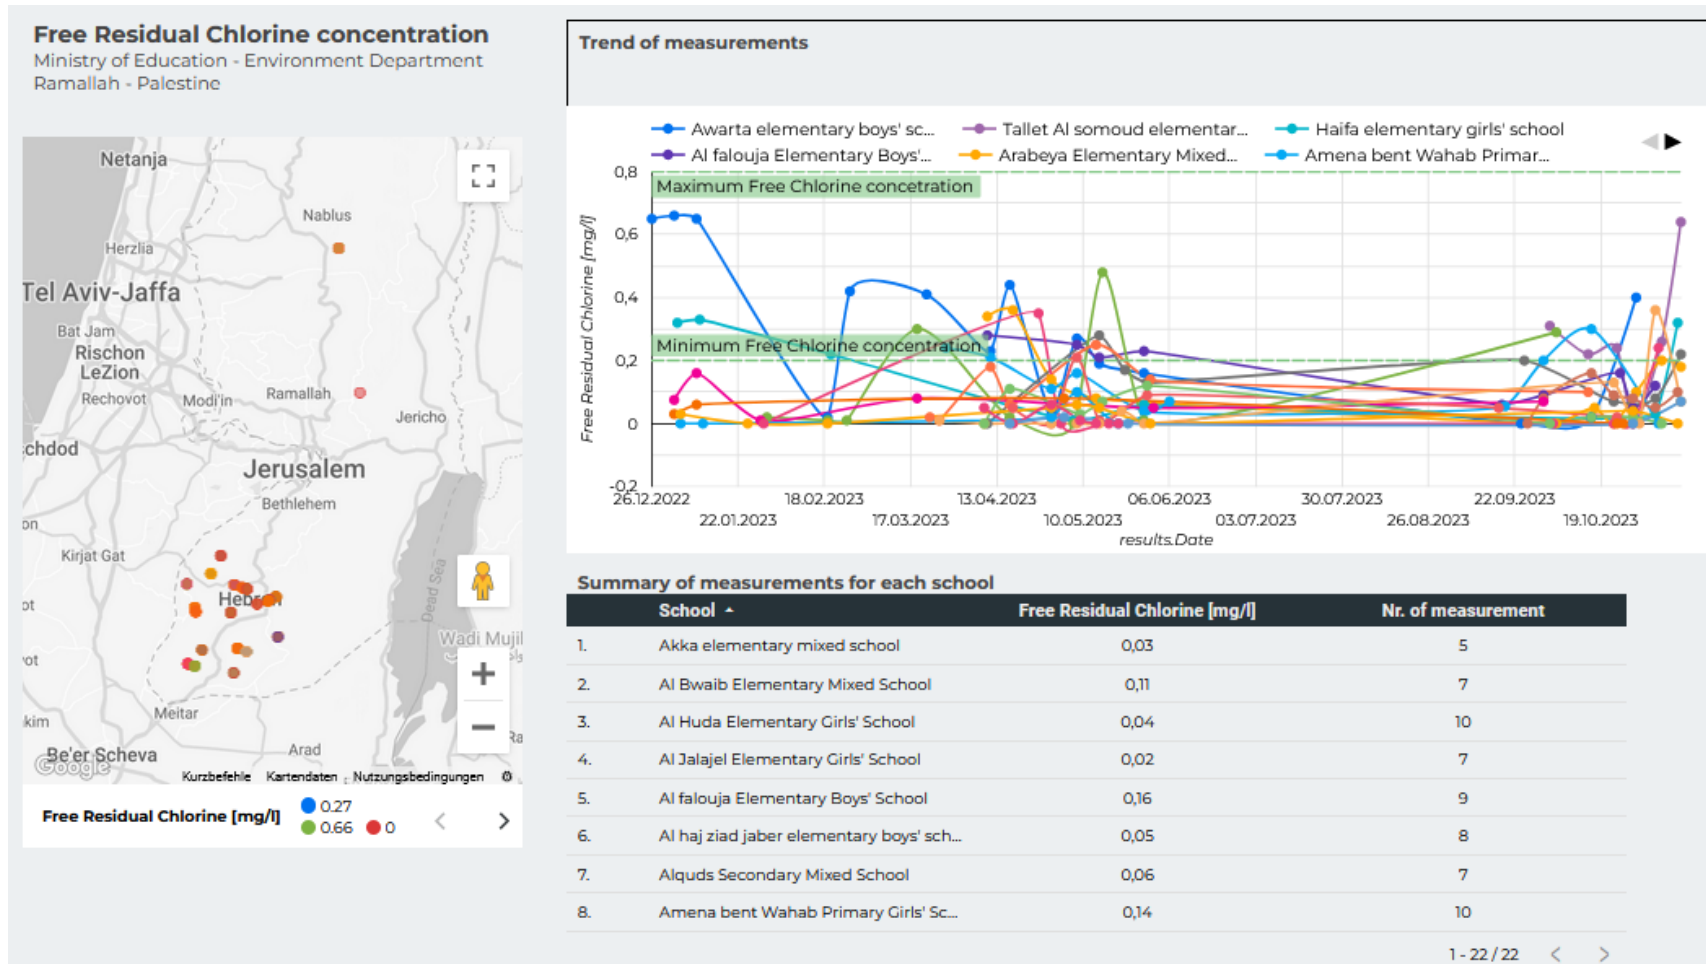 Free Residual Chlorine concentration
Ministry of Education - Environment Department
Ramallah - Palestine
Netanja
Nablus
Herzlia
Tel Aviv-Jaffa
Bat Jam
Rischon
LeZion
Rechovot
Modi'in
Ramallah
Jericho
chdod
Jerusalem
Bethlehem
on
Kirjat Gat
ot
Hebron
Dead Sea
Wadi Mujil
ot
Meitar
kim
Be'er Scheva
Arad
Ra
Google
Kurzbefehle Kartendaten Nutzungsbedingungen
Free Residual Chlorine [mg/l]
0.27
0.66 0
Trend of measurements
Awarta elementary boys' sc... Tallet Al somoud elementar... Haifa elementary girls' school
Al falouja Elementary Boys'... Arabeya Elementary Mixed... Amena bent Wahab Primar...
Free Residual Chlorine [mg/l]
0,8
Maximum Free Chlorine concetration
0,6
0,4
Minimum Free Chlorine concentration
0,2
0
-0,2
26.12.2022 18.02.2023 13.04.2023 06.06.2023 30.07.2023 22.09.2023
22.01.2023 17.03.2023 10.05.2023 03.07.2023 26.08.2023 19.10.2023
results.Date
Summary of measurements for each school
School Free Residual Chlorine [mg/l] Nr. of measurement
1. Akka elementary mixed school 0,03 5
2. Al Bwaib Elementary Mixed School 0,11 7
3. Al Huda Elementary Girls' School 0,04 10
4. Al Jalajel Elementary Girls' School 0,02 7
5. Al falouja Elementary Boys' School 0,16 9
6. Al haj ziad jaber elementary boys' sch... 0,05 8
7. Alquds Secondary Mixed School 0,06 7
8. Amena bent Wahab Primary Girls' Sc... 0,14 10
1 - 22 / 22